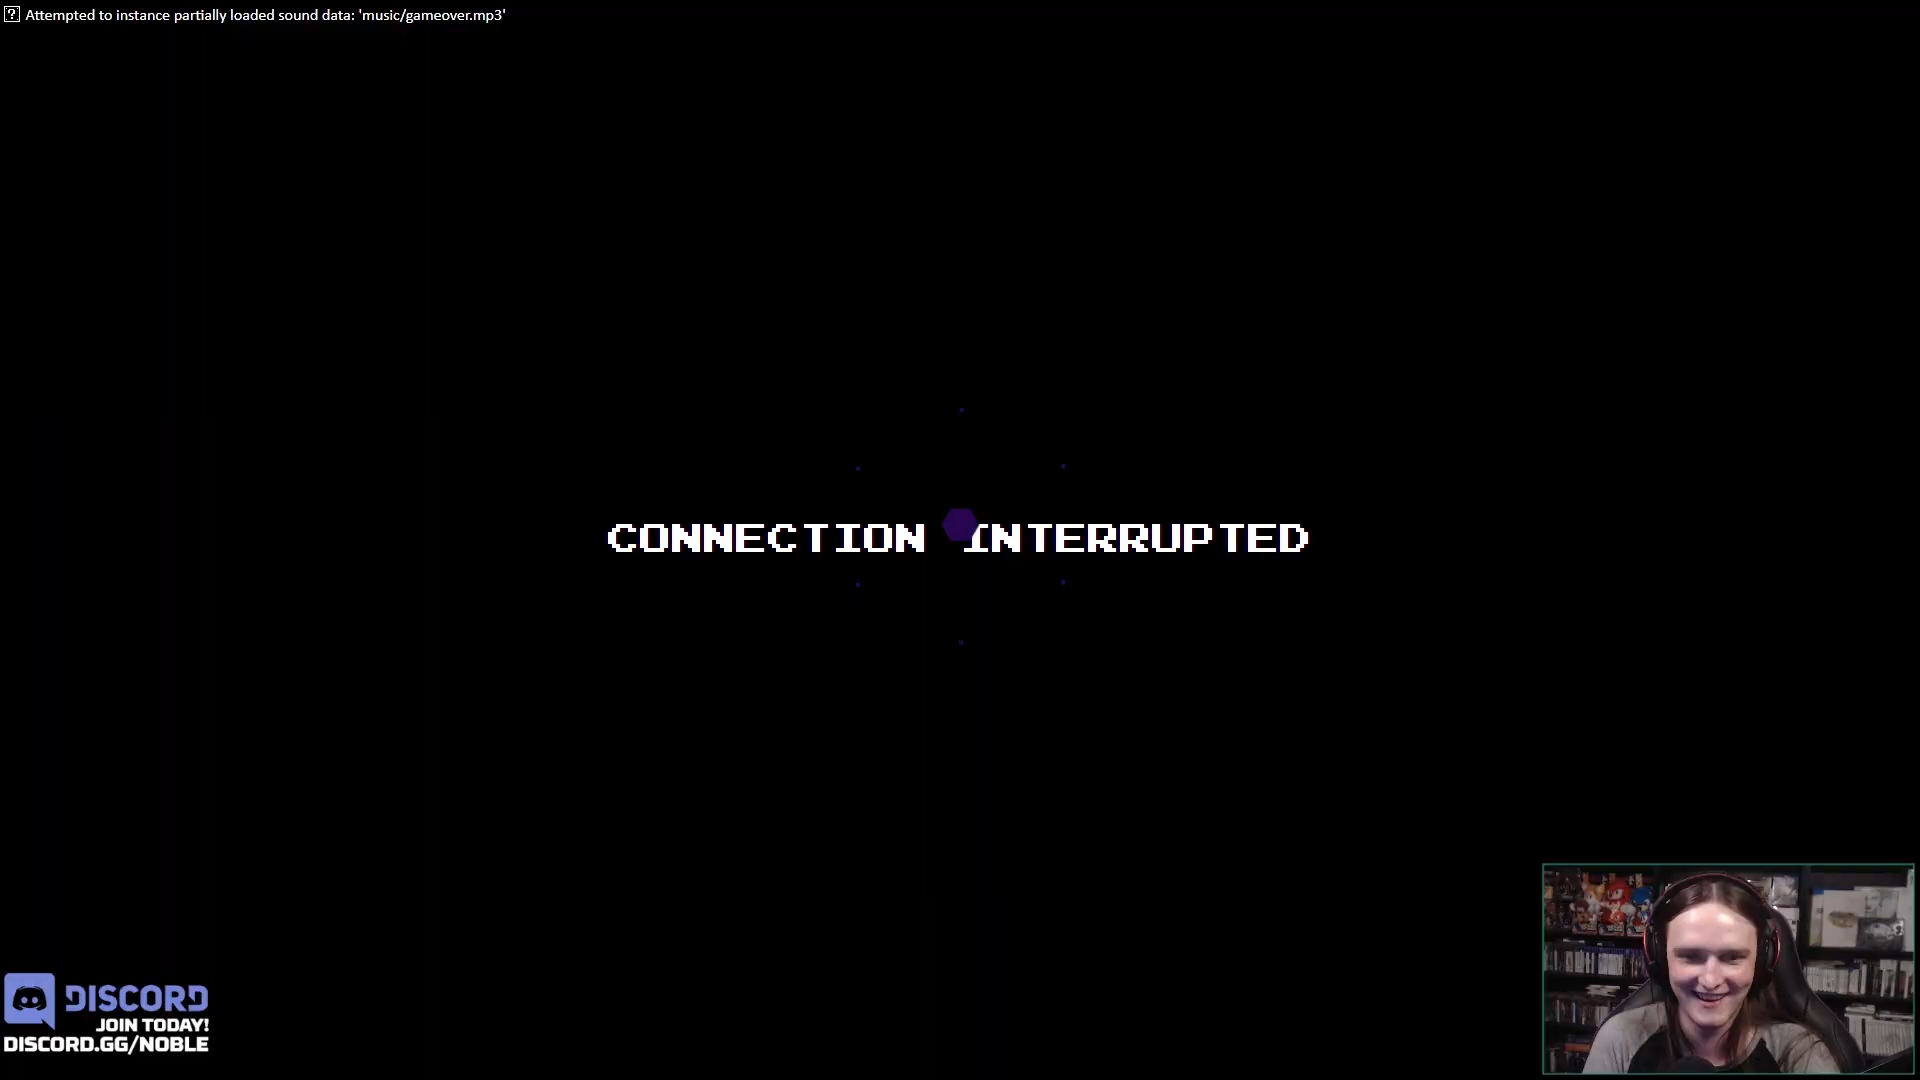 Attempted to instance partially loaded sound data: 'music/gameover.mp3'
CONNECTION INTERRUPTED
DISCORD
JOIN TODAY!
DISCORD.GG/NOBLE